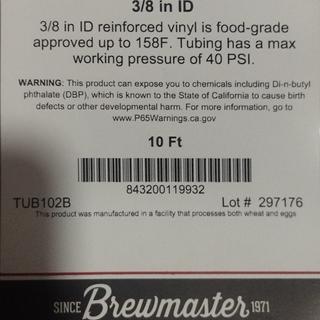 3/8 in ID
3/8 in ID reinforced vinyl is food-grade
approved up to 158F. Tubing has a max
working pressure of 40 PSI.
WARNING: This product can expose you to chemicals including Di-n-butyl
phthalate (DBP), which is known to the State of California to cause birth
defects or other developmental harm. For more information, go to
www.P65Warnings.ca.gov
10 Ft
843200119932
TUB102B Lot # 297176
This product was manufactured in a facility that processes both wheat and eggs
SINCE Brewmaster 1971